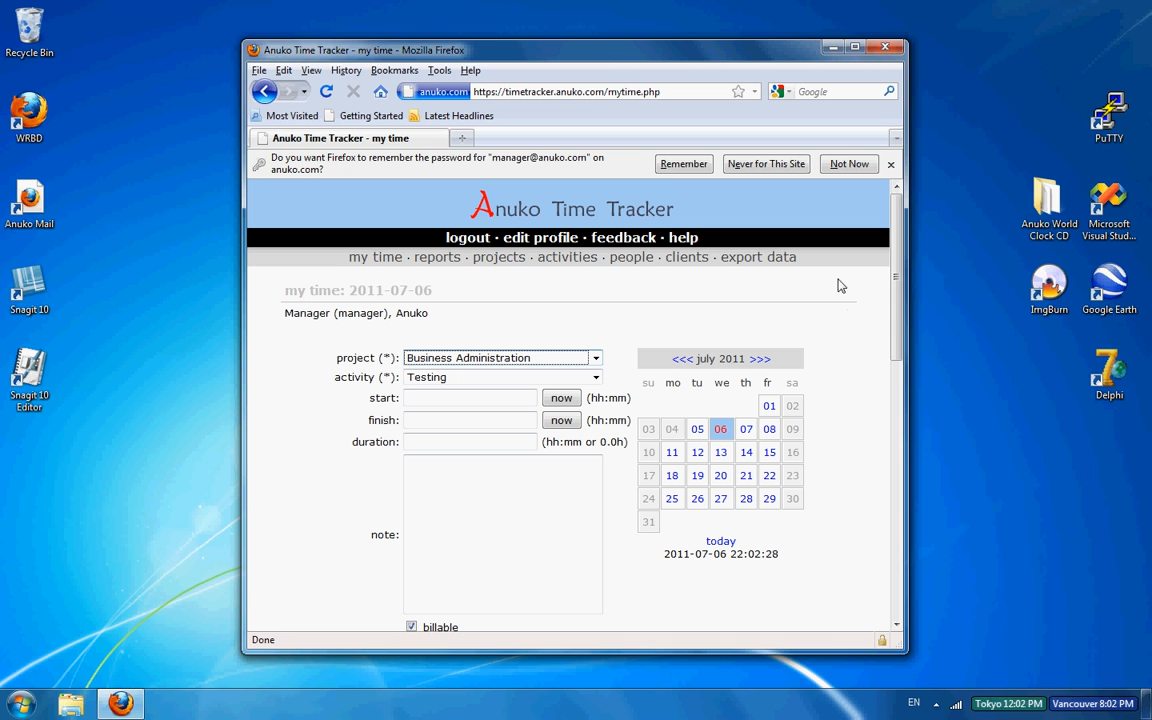 Recycle Bin
WRBD
Anuko Mail
Snagit 10
Snagit 10
Editor
Anuko Time Tracker - my time - Mozilla Firefox
File Edit View History Bookmarks Tools Help
anuko.com https://timetracker.anuko.com/mytime.php Google
Most Visited Getting Started Latest Headlines
Anuko Time Tracker - my time
Do you want Firefox to remember the password for "manager@anuko.com" on
anuko.com?
Remember Never for This Site Not Now
Anuko Time Tracker
logout · edit profile · feedback · help
my time · reports · projects · activities · people · clients · export data
my time: 2011-07-06
Manager (manager), Anuko
project (*): Business Administration
activity (*): Testing
start: now (hh:mm)
finish: now (hh:mm)
duration: (hh:mm or 0.0h)
note:
billable
<<< july 2011 >>>
su mo tu we th fr sa
01 02
03 04 05 06 07 08 09
10 11 12 13 14 15 16
17 18 19 20 21 22 23
24 25 26 27 28 29 30
31
today
2011-07-06 22:02:28
Done
PuTTY
Anuko World
Clock CD
Microsoft
Visual Stud...
ImgBurn
Google Earth
Delphi
EN Tokyo 12:02 PM Vancouver 8:02 PM